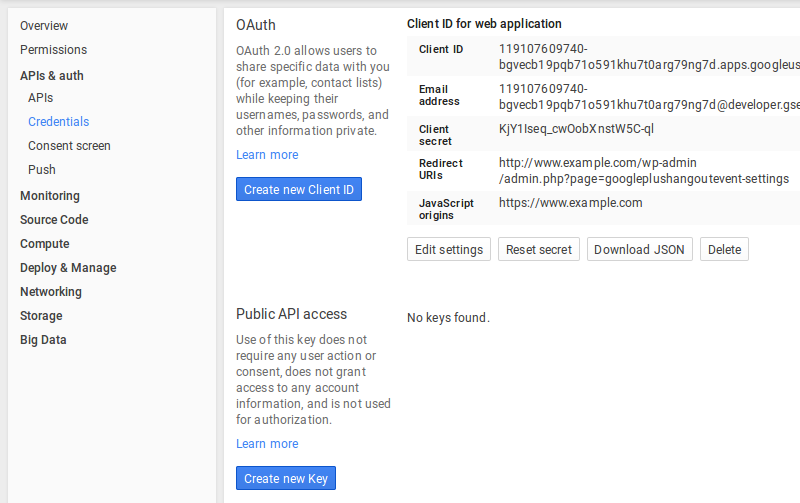 Overview
Permissions
APIs & auth
APIs
Credentials
Consent screen
Push
Monitoring
Source Code
Compute
Deploy & Manage
Networking
Storage
Big Data
OAuth
OAuth 2.0 allows users to
share specific data with you
(for example, contact lists)
while keeping their
usernames, passwords, and
other information private.
Learn more
Create new Client ID
Client ID for web application
Client ID
119107609740-
bgvecb19pqb71o591khu7t0arg79ng7d.apps.googleus
Email
address
119107609740-
bgvecb19pqb71o591khu7t0arg79ng7d@developer.gse
Client
secret
KjY1Iseq_cwOobXnstW5C-ql
Redirect
URIs
http://www.example.com/wp-admin
/admin.php?page=googleplushangoutevent-settings
JavaScript
origins
https://www.example.com
Edit settings
Reset secret
Download JSON
Delete
Public API access
Use of this key does not
require any user action or
consent, does not grant
access to any account
information, and is not used
for authorization.
Learn more
Create new Key
No keys found.